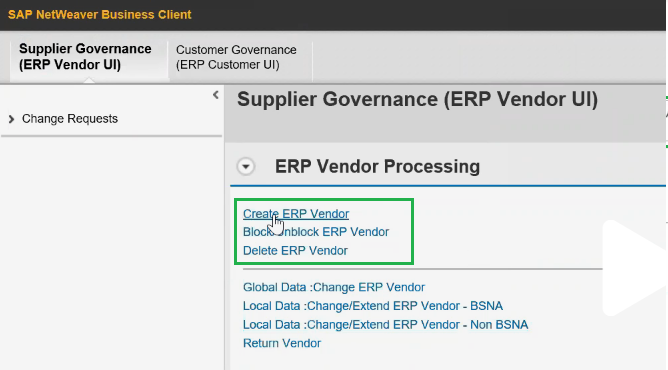 SAP NetWeaver Business Client
Supplier Governance
(ERP Vendor UI)
Customer Governance
(ERP Customer UI)
Change Requests
Supplier Governance (ERP Vendor UI)
ERP Vendor Processing
Create ERP Vendor
Block/Unblock ERP Vendor
Delete ERP Vendor
Global Data :Change ERP Vendor
Local Data :Change/Extend ERP Vendor - BSNA
Local Data :Change/Extend ERP Vendor - Non BSNA
Return Vendor